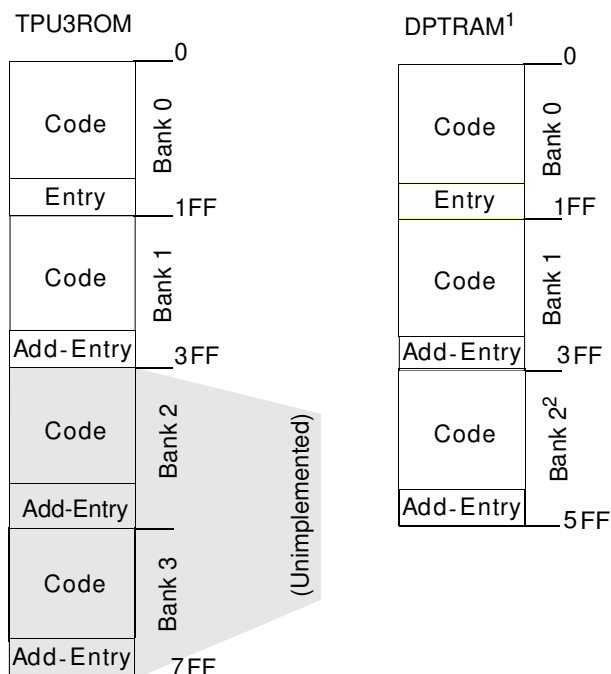 TPU3ROM
0
Code
Bank 0
Entry
1FF
Code
Bank 1
Add-Entry
3FF
Code
Bank 2
Add-Entry
Code
Bank 3
Add-Entry
7FF
(Unimplemented)
DPTRAM¹
0
Code
Bank 0
Entry
1FF
Code
Bank 1
Add-Entry
3FF
Code
Bank 2²
Add-Entry
5FF